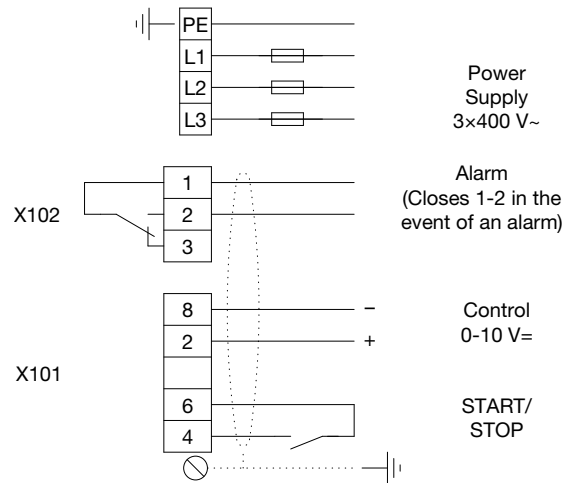 PE
L1
L2
L3
Power
Supply
3×400 V~
X102
1
2
3
Alarm
(Closes 1-2 in the
event of an alarm)
X101
8
2
6
4
−
+
Control
0-10 V=
START/
STOP